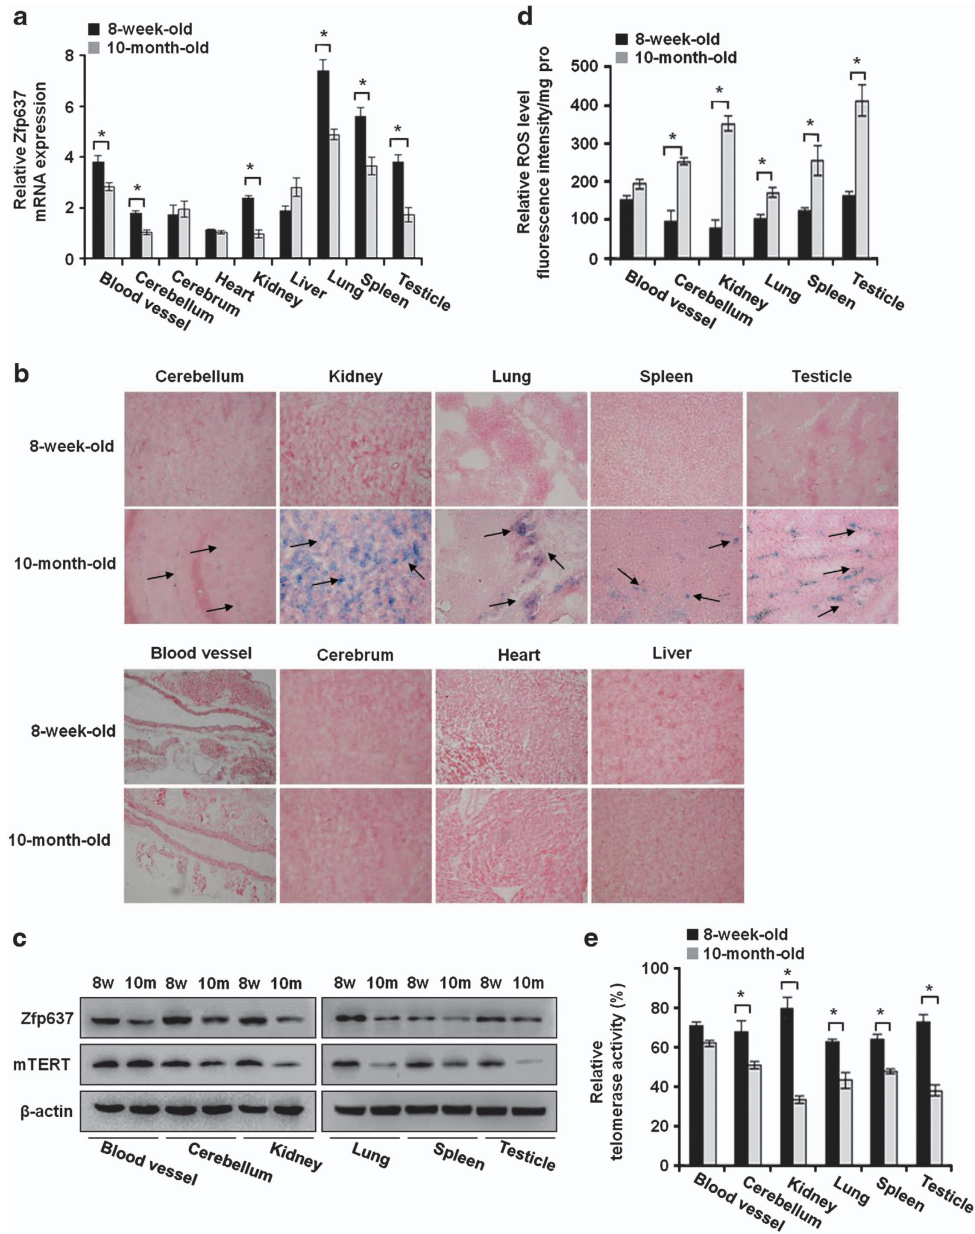 a
8-week-old
10-month-old
Relative Zfp637
mRNA expression
8
6
4
2
0
*
*
*
*
*
*
Blood vessel
Cerebellum
Cerebrum
Heart
Kidney
Liver
Lung
Spleen
Testicle
d
8-week-old
10-month-old
Relative ROS level
fluorescence intensity/mg pro
500
400
300
200
100
0
*
*
*
*
*
Blood vessel
Cerebellum
Kidney
Lung
Spleen
Testicle
b
Cerebellum Kidney Lung Spleen Testicle
8-week-old
10-month-old
Blood vessel Cerebrum Heart Liver
8-week-old
10-month-old
c
8w 10m 8w 10m 8w 10m 8w 10m 8w 10m 8w 10m
Zfp637
mTERT
β-actin
Blood vessel
Cerebellum
Kidney
Lung
Spleen
Testicle
e
8-week-old
10-month-old
Relative
telomerase activity (%)
100
80
60
40
20
0
*
*
*
*
*
Blood vessel
Cerebellum
Kidney
Lung
Spleen
Testicle